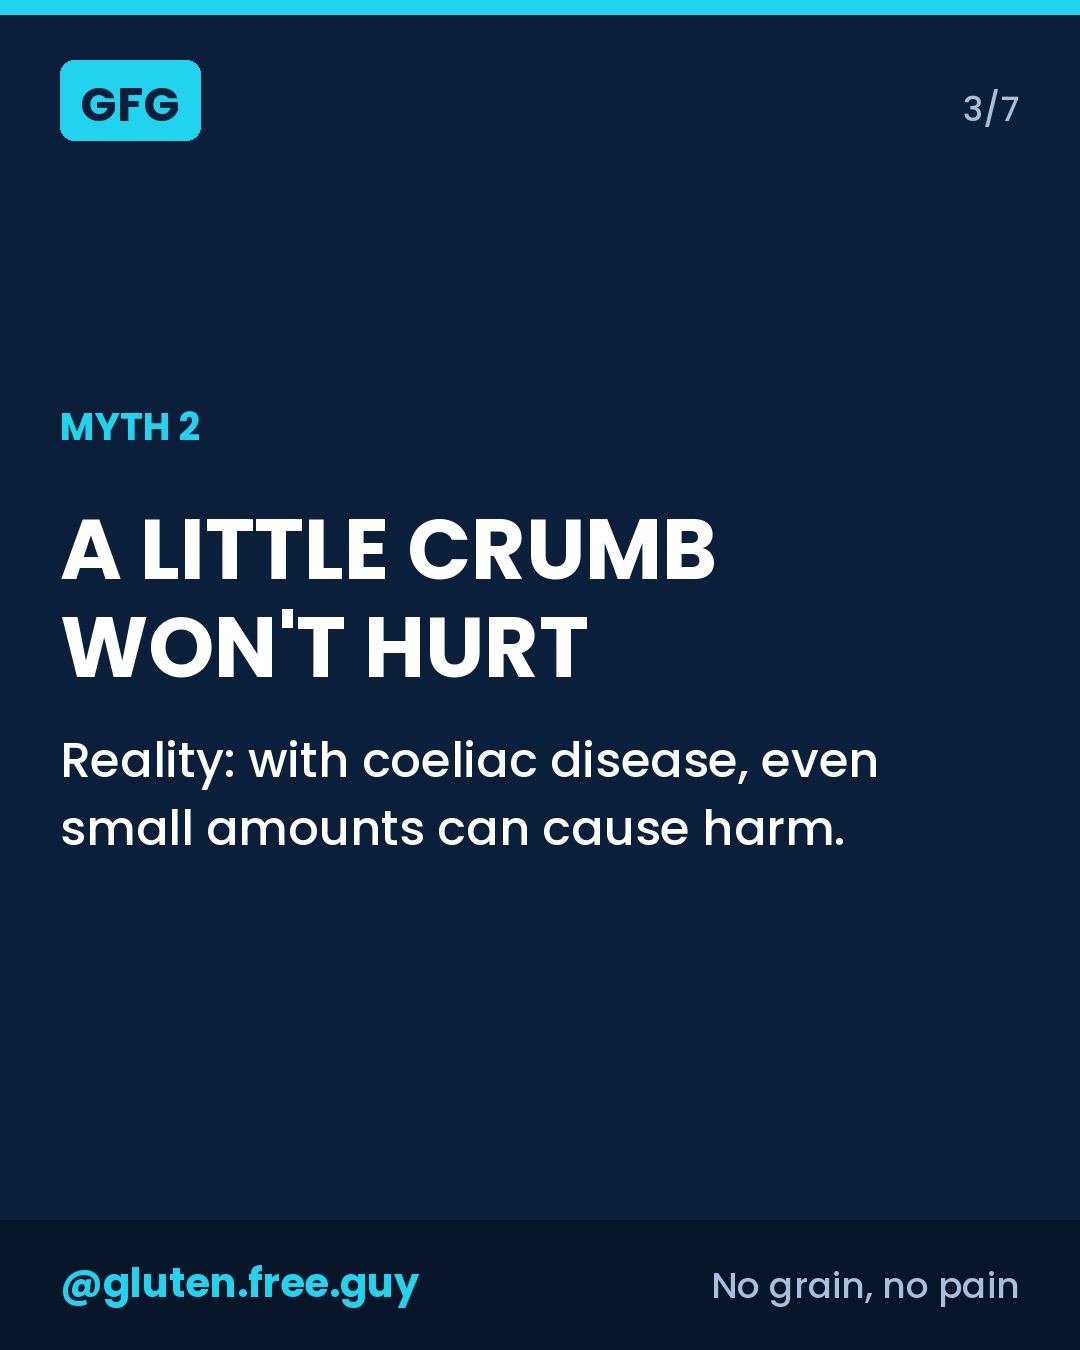 GFG
3/7
MYTH 2
A LITTLE CRUMB
WON'T HURT
Reality: with coeliac disease, even
small amounts can cause harm.
@gluten.free.guy
No grain, no pain